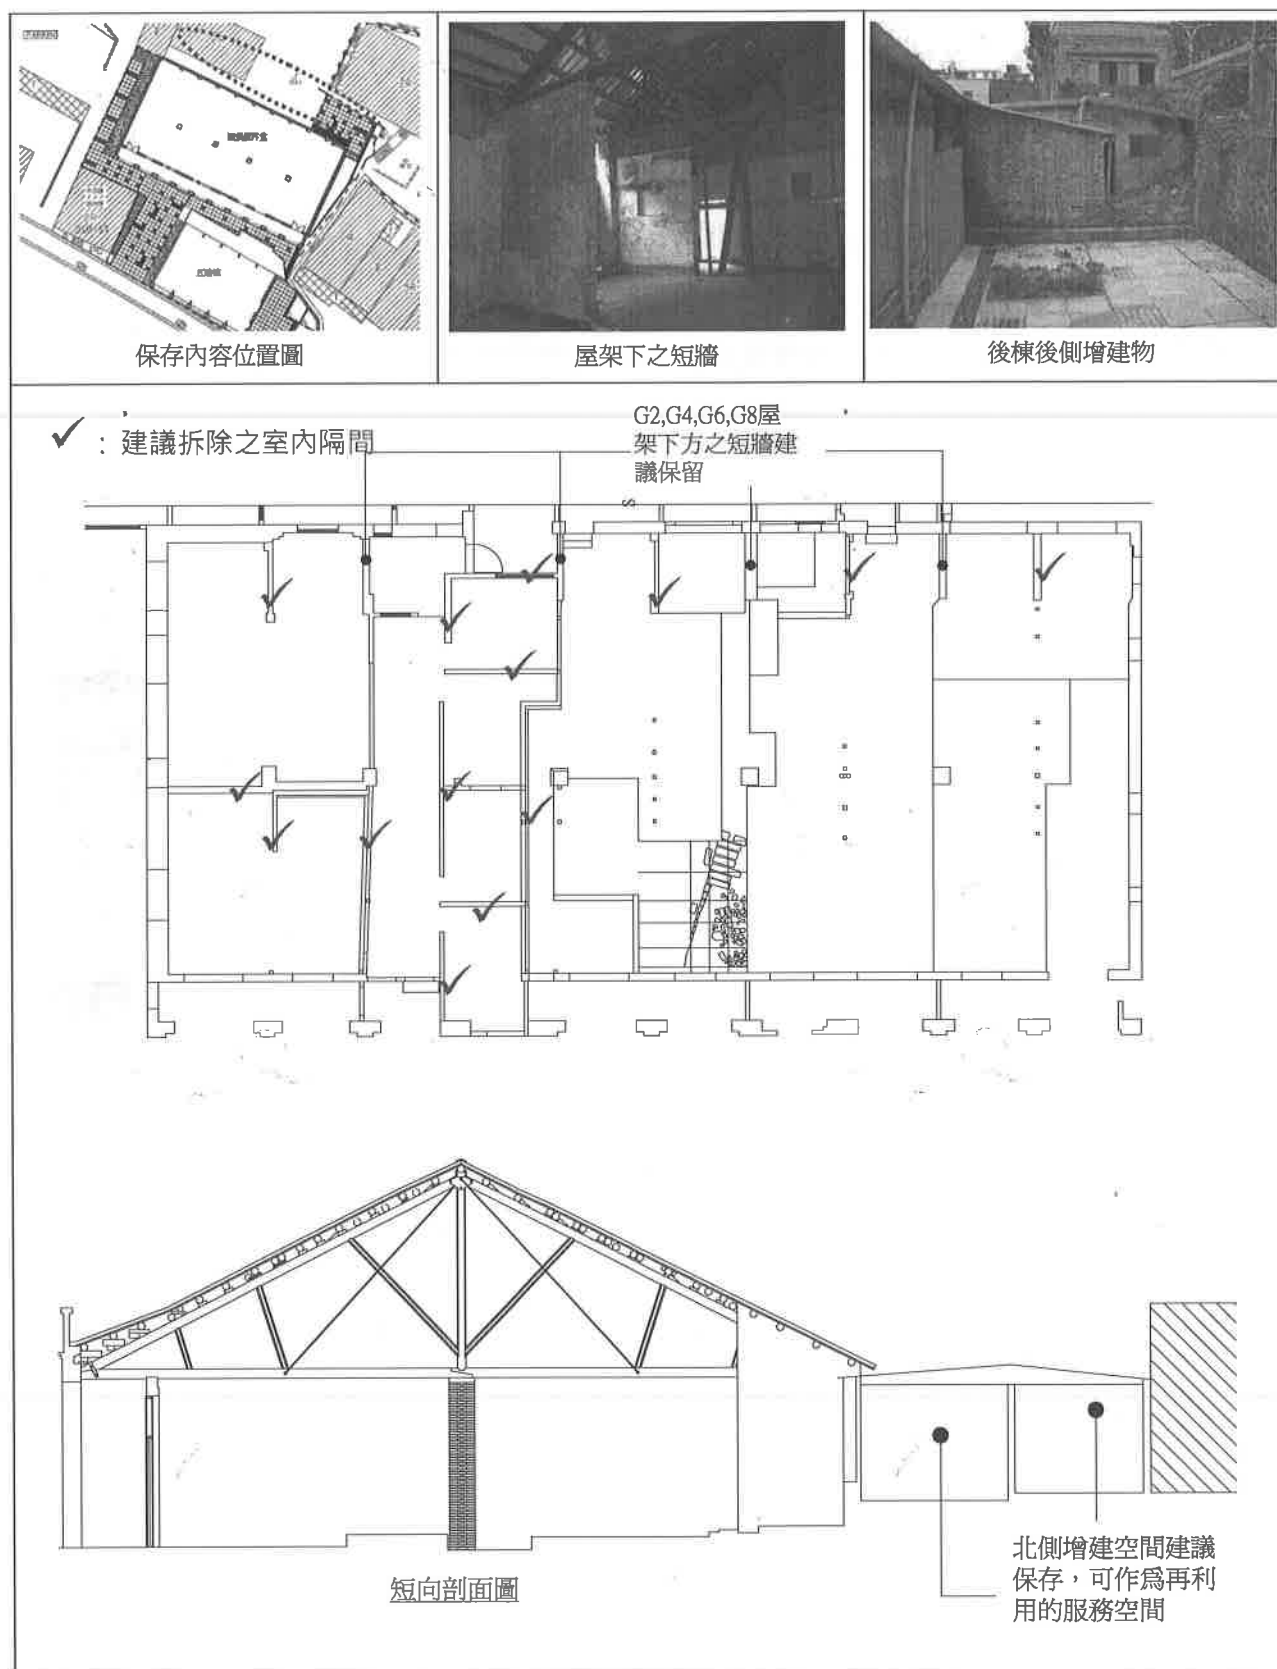 保存內容位置圖
屋架下之短牆
後棟後側增建物
：建議拆除之室內隔間
G2,G4,G6,G8屋
架下方之短牆建
議保留
S
短向剖面圖
北側增建空間建議
保存，可作爲再利
用的服務空間